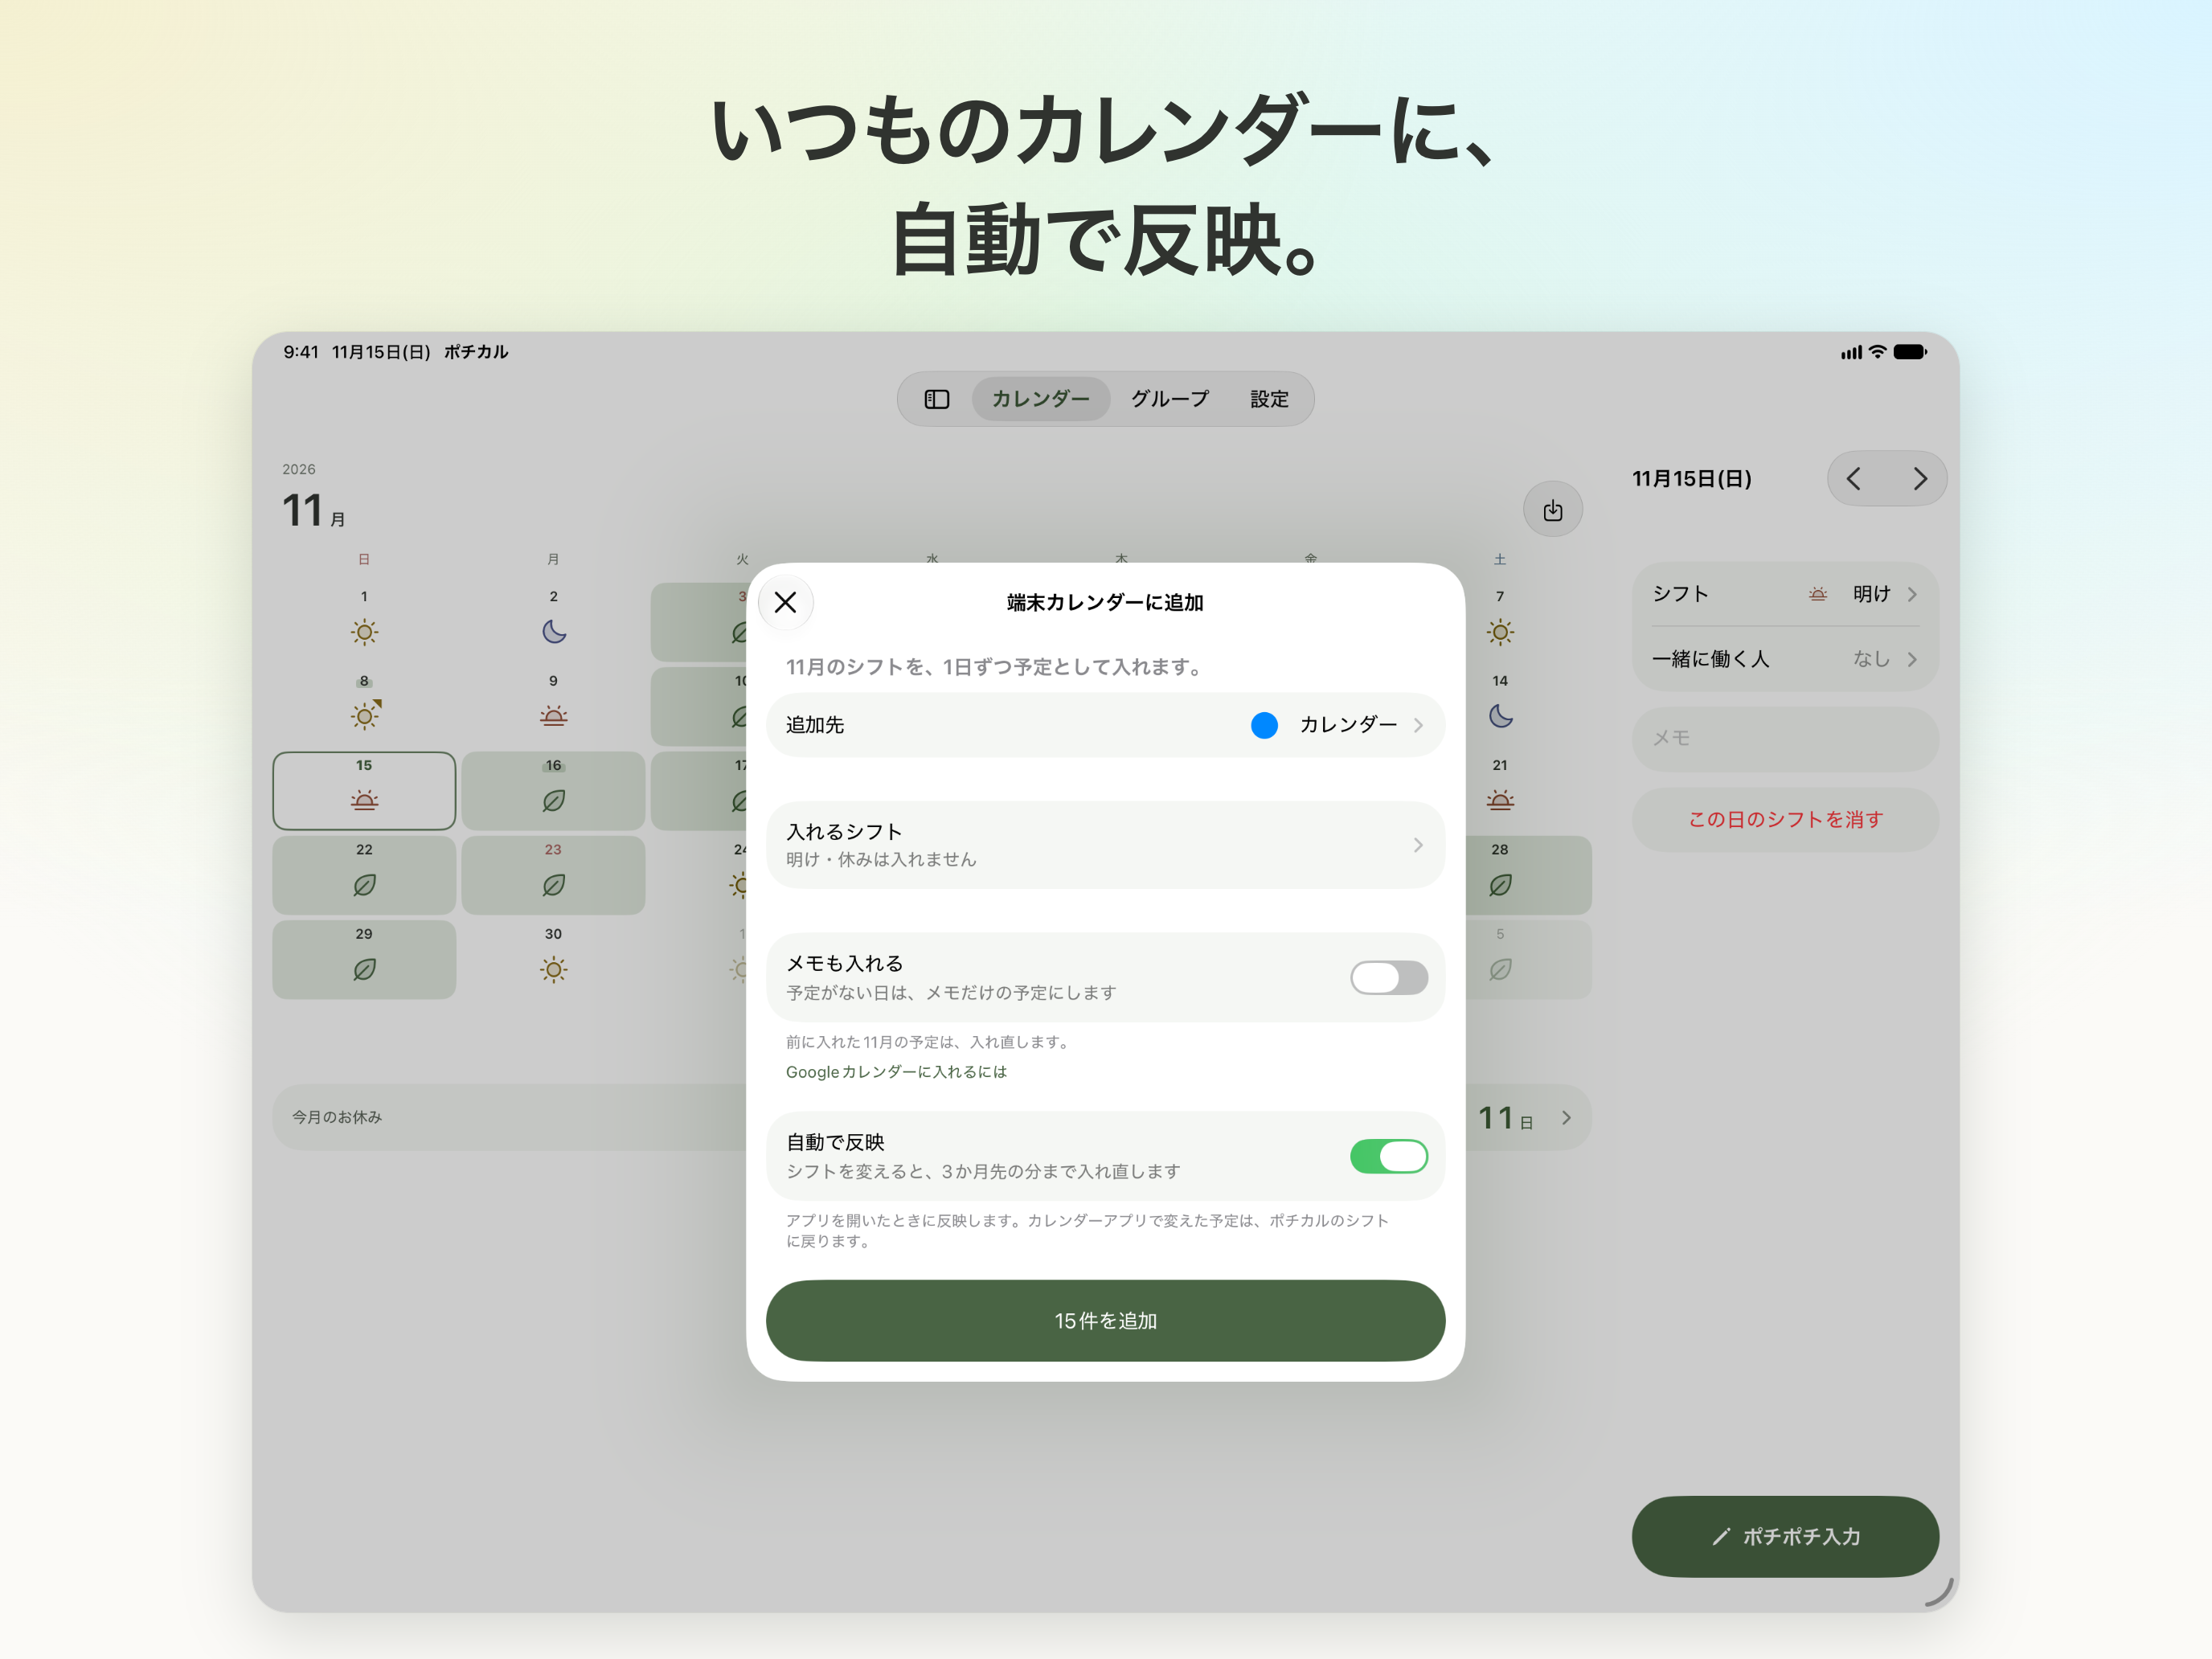 いつものカレンダーに、
自動で反映。
9:41 11月15日(日) ポチカル
カレンダー グループ 設定
2026
11月
11月15日(日)
日 月 火 水 木 金 土
1 2 3 7
8 9 10 14
15 16 17 21
22 23 24 28
29 30 1 5
今月のお休み 11日
端末カレンダーに追加
11月のシフトを、1日ずつ予定として入れます。
追加先 カレンダー
入れるシフト
明け・休みは入れません
メモも入れる
予定がない日は、メモだけの予定にします
前に入れた11月の予定は、入れ直します。
Googleカレンダーに入れるには
自動で反映
シフトを変えると、3か月先の分まで入れ直します
アプリを開いたときに反映します。カレンダーアプリで変えた予定は、ポチカルのシフト
に戻ります。
15件を追加
シフト 明け
一緒に働く人 なし
メモ
この日のシフトを消す
ポチポチ入力